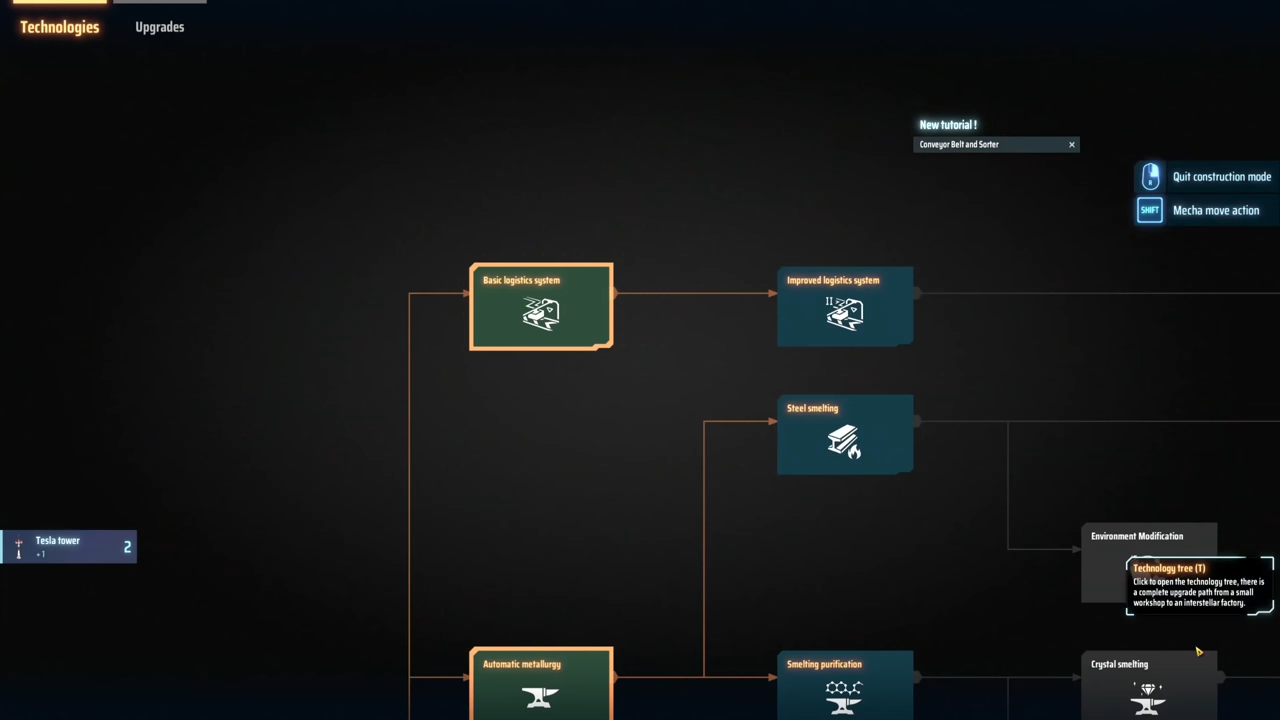 Technologies
Upgrades
New tutorial !
Conveyor Belt and Sorter
R
Quit construction mode
SHIFT
Mecha move action
Basic logistics system
Improved logistics system
II
Steel smelting
Tesla tower
+1
2
Environment Modification
Technology tree (T)
Click to open the technology tree, there is
a complete upgrade path from a small
workshop to an interstellar factory.
Automatic metallurgy
Smelting purification
Crystal smelting